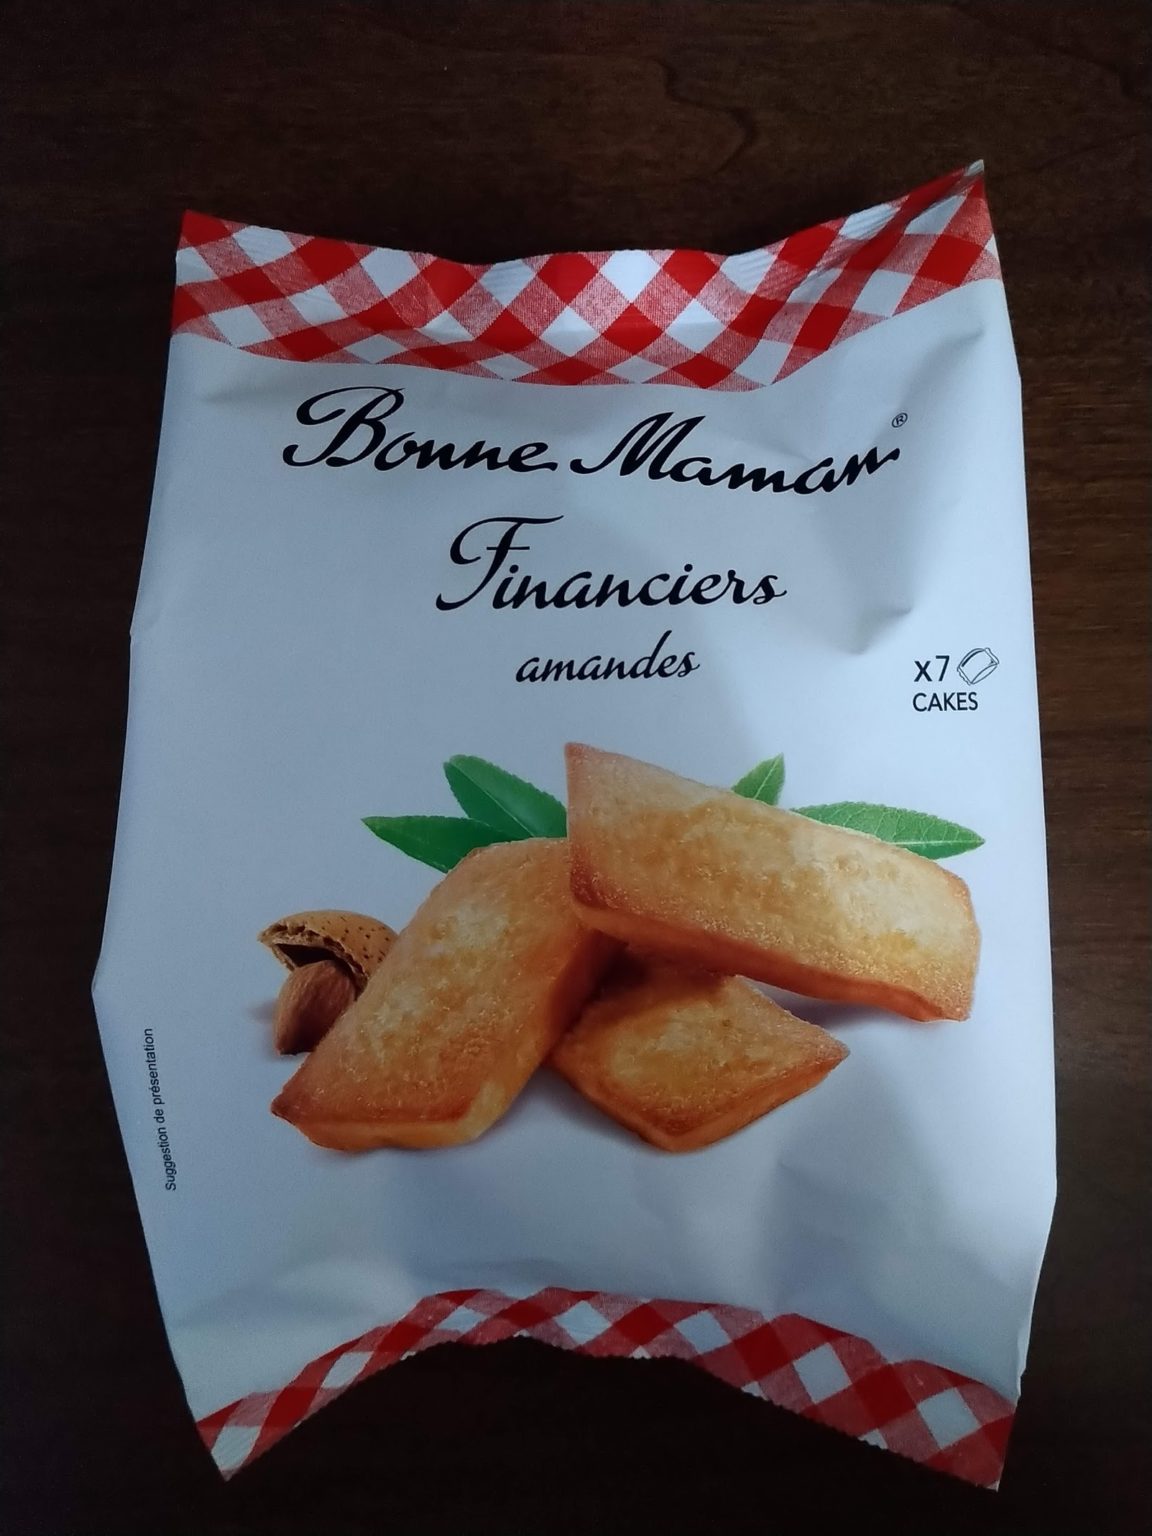 Bonne Maman®
Financiers
amandes
x7
CAKES
Suggestion de présentation